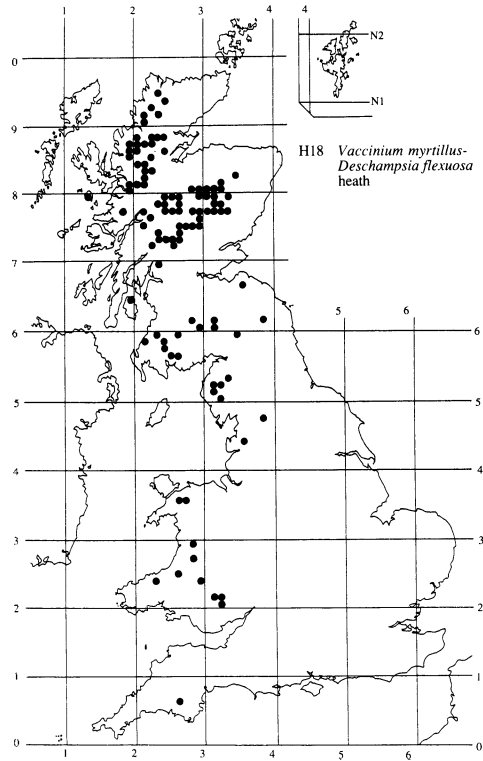 1 2 3 4 4
N2
0
N1
9
H18 Vaccinium myrtillus-
Deschampsia flexuosa
heath
8
7
5 6
6 6
5 5
4 4
3 3
2 2
1 1
0 0
1 2 3 4 5 6